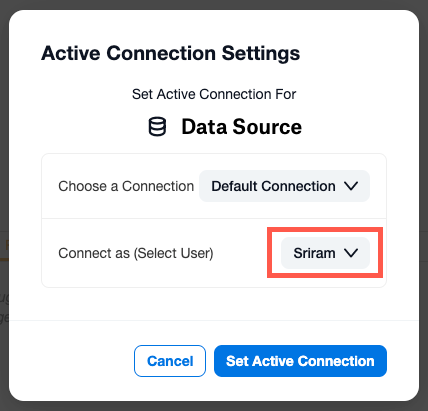 Active Connection Settings
Set Active Connection For
Data Source
Choose a Connection Default Connection
Connect as (Select User) Sriram
Cancel Set Active Connection